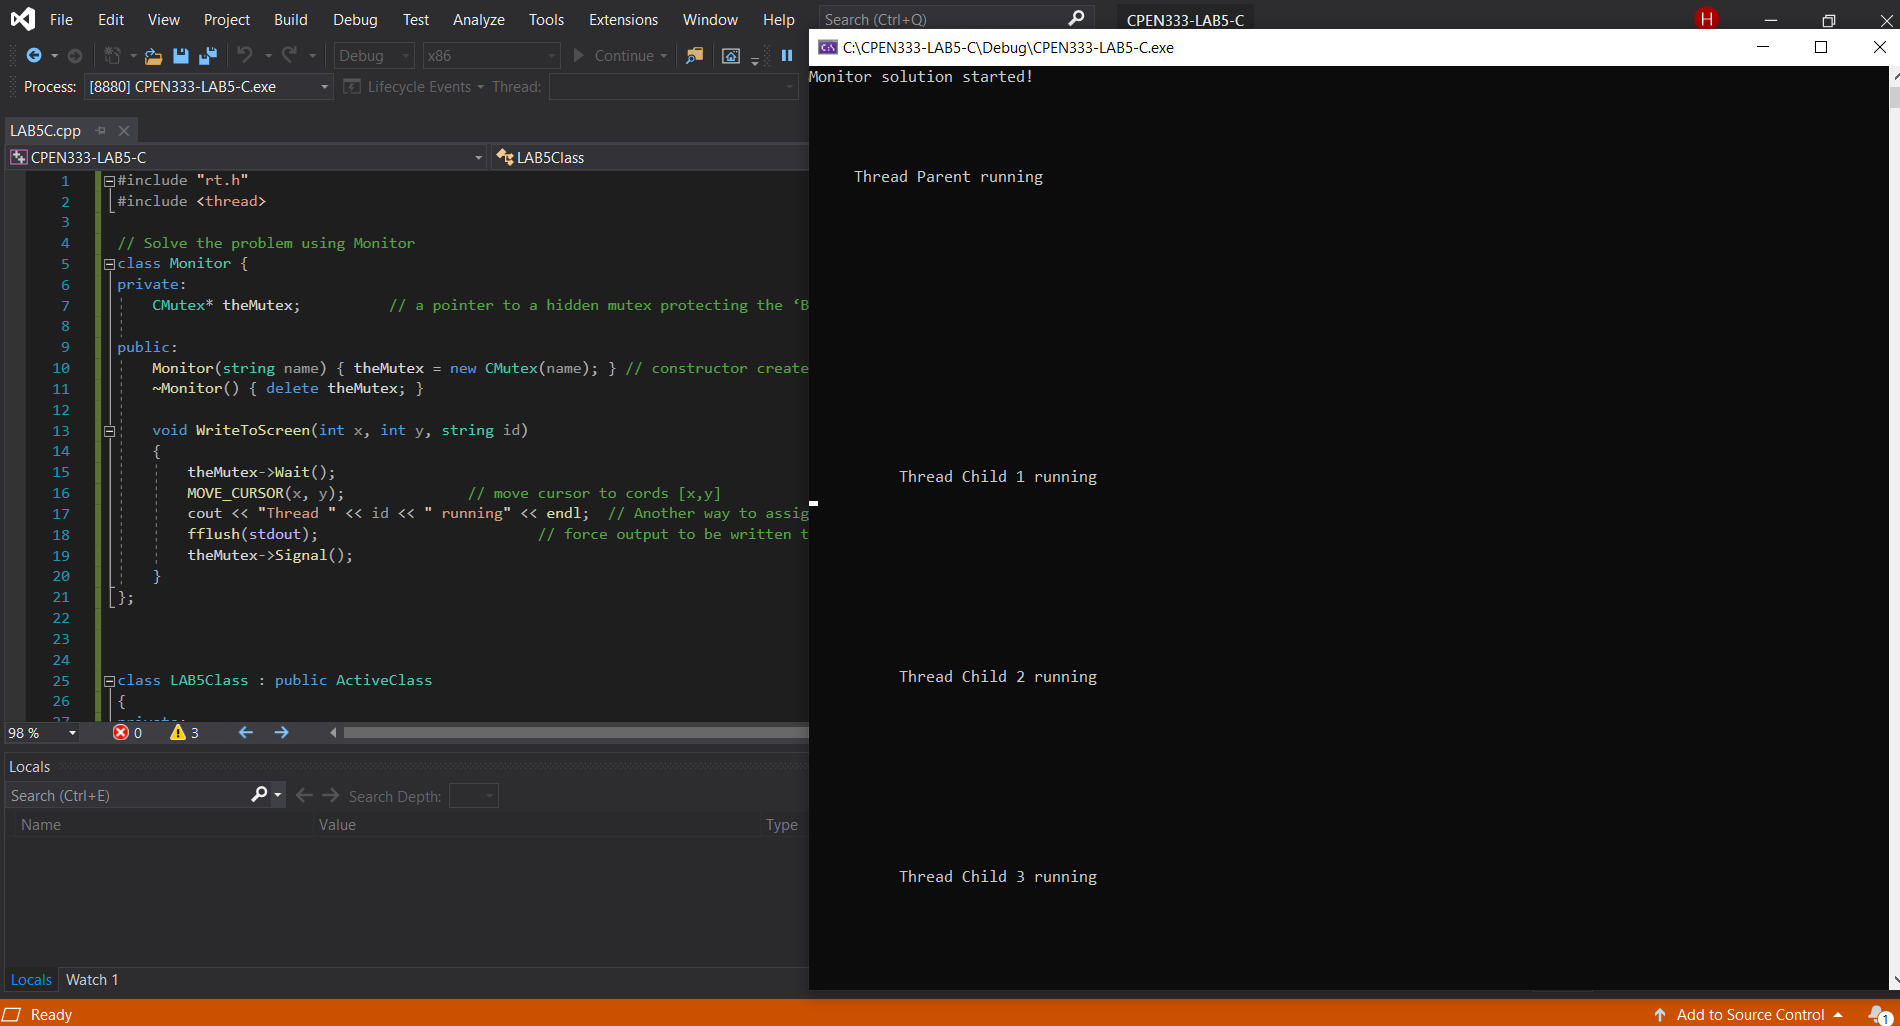 File Edit View Project Build Debug Test Analyze Tools Extensions Window Help Search (Ctrl+Q) CPEN333-LAB5-C H
Debug x86 Continue
Process: [8880] CPEN333-LAB5-C.exe Lifecycle Events Thread:
LAB5C.cpp
CPEN333-LAB5-C LAB5Class
1 #include "rt.h"
2 #include <thread>
3
4 // Solve the problem using Monitor
5 class Monitor {
6 private:
7 CMutex* theMutex; // a pointer to a hidden mutex protecting the ‘B
8
9 public:
10 Monitor(string name) { theMutex = new CMutex(name); } // constructor create
11 ~Monitor() { delete theMutex; }
12
13 void WriteToScreen(int x, int y, string id)
14 {
15 theMutex->Wait();
16 MOVE_CURSOR(x, y); // move cursor to cords [x,y]
17 cout << "Thread " << id << " running" << endl; // Another way to assig
18 fflush(stdout); // force output to be written t
19 theMutex->Signal();
20 }
21 };
22
23
24
25 class LAB5Class : public ActiveClass
26 {
27 private:
98 % 0 3
Locals
Search (Ctrl+E) Search Depth:
Name Value Type
Locals Watch 1
Ready Add to Source Control 1
C:\ C:\CPEN333-LAB5-C\Debug\CPEN333-LAB5-C.exe
Monitor solution started!
Thread Parent running
Thread Child 1 running
Thread Child 2 running
Thread Child 3 running